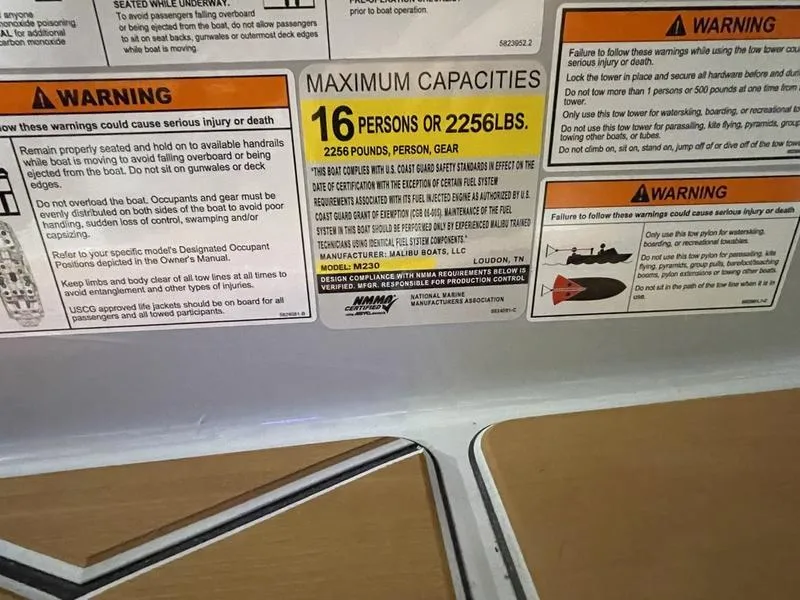 anyone
monoxide poisoning.
AL for additional
carbon monoxide
SEATED WHILE UNDERWAY.
To avoid passengers falling overboard
or being ejected from the boat, do not allow passengers
to sit on seat backs, gunwales or outermost deck edges
while boat is moving.
prior to boat operation.
5823952.2
WARNING
ow these warnings could cause serious injury or death
Remain properly seated and hold on to available handrails
while boat is moving to avoid falling overboard or being
ejected from the boat. Do not sit on gunwales or deck
edges.
Do not overload the boat. Occupants and gear must be
evenly distributed on both sides of the boat to avoid poor
handling, sudden loss of control, swamping and/or
capsizing.
Refer to your specific model's Designated Occupant
Positions depicted in the Owner's Manual.
Keep limbs and body clear of all tow lines at all times to
avoid entanglement and other types of injuries.
USCG approved life jackets should be on board for all
passengers and all towed participants.
MAXIMUM CAPACITIES
16 PERSONS OR 2256LBS.
2256 POUNDS, PERSON, GEAR
"THIS BOAT COMPLIES WITH U.S. COAST GUARD SAFETY STANDARDS IN EFFECT ON THE
DATE OF CERTIFICATION WITH THE EXCEPTION OF CERTAIN FUEL SYSTEM
REQUIREMENTS ASSOCIATED WITH ITS FUEL INJECTED ENGINE AS AUTHORIZED BY U.S.
COAST GUARD GRANT OF EXEMPTION (CGB 88-005). MAINTENANCE OF THE FUEL
SYSTEM IN THIS BOAT SHOULD BE PERFORMED ONLY BY EXPERIENCED MALIBU TRAINED
TECHNICIANS USING IDENTICAL FUEL SYSTEM COMPONENTS."
MANUFACTURER: MALIBU BOATS, LLC
MODEL: M230 LOUDON, TN
DESIGN COMPLIANCE WITH NMMA REQUIREMENTS BELOW IS
VERIFIED. MFGR. RESPONSIBLE FOR PRODUCTION CONTROL
NMMA
CERTIFIED
NATIONAL MARINE
MANUFACTURERS ASSOCIATION
WARNING
Failure to follow these warnings while using the tow tower cou
serious injury or death.
Lock the tower in place and secure all hardware before and duri
Do not tow more than 1 persons or 500 pounds at one time from
tower.
Only use this tow tower for waterskiing, boarding, or recreational to
Do not use this tow tower for parasailing, kite flying, pyramids, group
towing other boats, or tubes.
Do not climb on, sit on, stand on, jump off of or dive off of the tow towe
WARNING
Failure to follow these warnings could cause serious injury or death
Only use this tow pylon for waterskiing,
boarding, or recreational towables.
Do not use this tow pylon for parasailing, kite
flying, pyramids, group pulls, barefoot/teaching
booms, pylon extensions or towing other boats.
Do not sit in the path of the tow line when it is in
use.